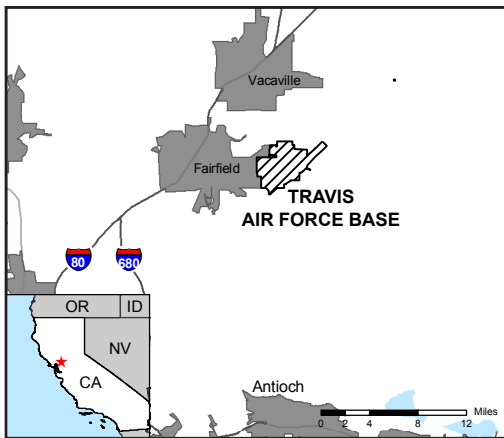 Vacaville
Fairfield
TRAVIS
AIR FORCE BASE
80
680
OR
ID
NV
CA
Antioch
Miles
0 2 4 8 12